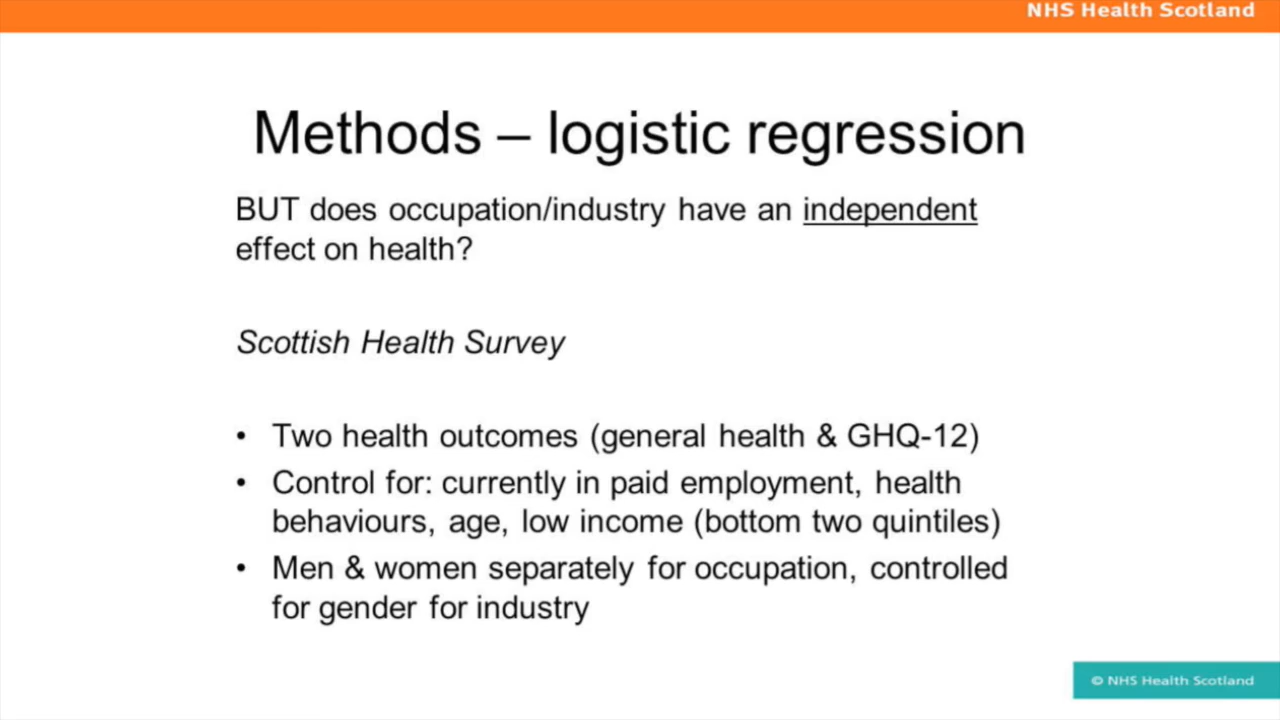 NHS Health Scotland
Methods – logistic regression
BUT does occupation/industry have an independent
effect on health?
Scottish Health Survey
• Two health outcomes (general health & GHQ-12)
• Control for: currently in paid employment, health
behaviours, age, low income (bottom two quintiles)
• Men & women separately for occupation, controlled
for gender for industry
© NHS Health Scotland